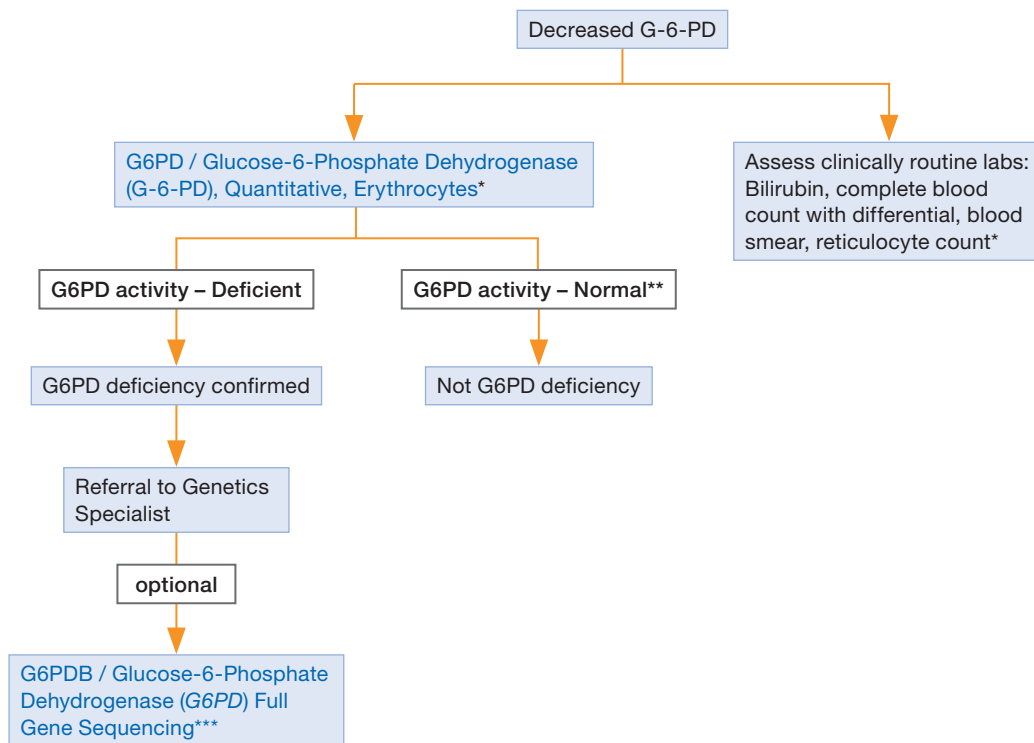 Decreased G-6-PD
G6PD / Glucose-6-Phosphate Dehydrogenase
(G-6-PD), Quantitative, Erythrocytes*
Assess clinically routine labs:
Bilirubin, complete blood
count with differential, blood
smear, reticulocyte count*
G6PD activity – Deficient
G6PD activity – Normal**
G6PD deficiency confirmed
Not G6PD deficiency
Referral to Genetics
Specialist
optional
G6PDB / Glucose-6-Phosphate
Dehydrogenase (G6PD) Full
Gene Sequencing***